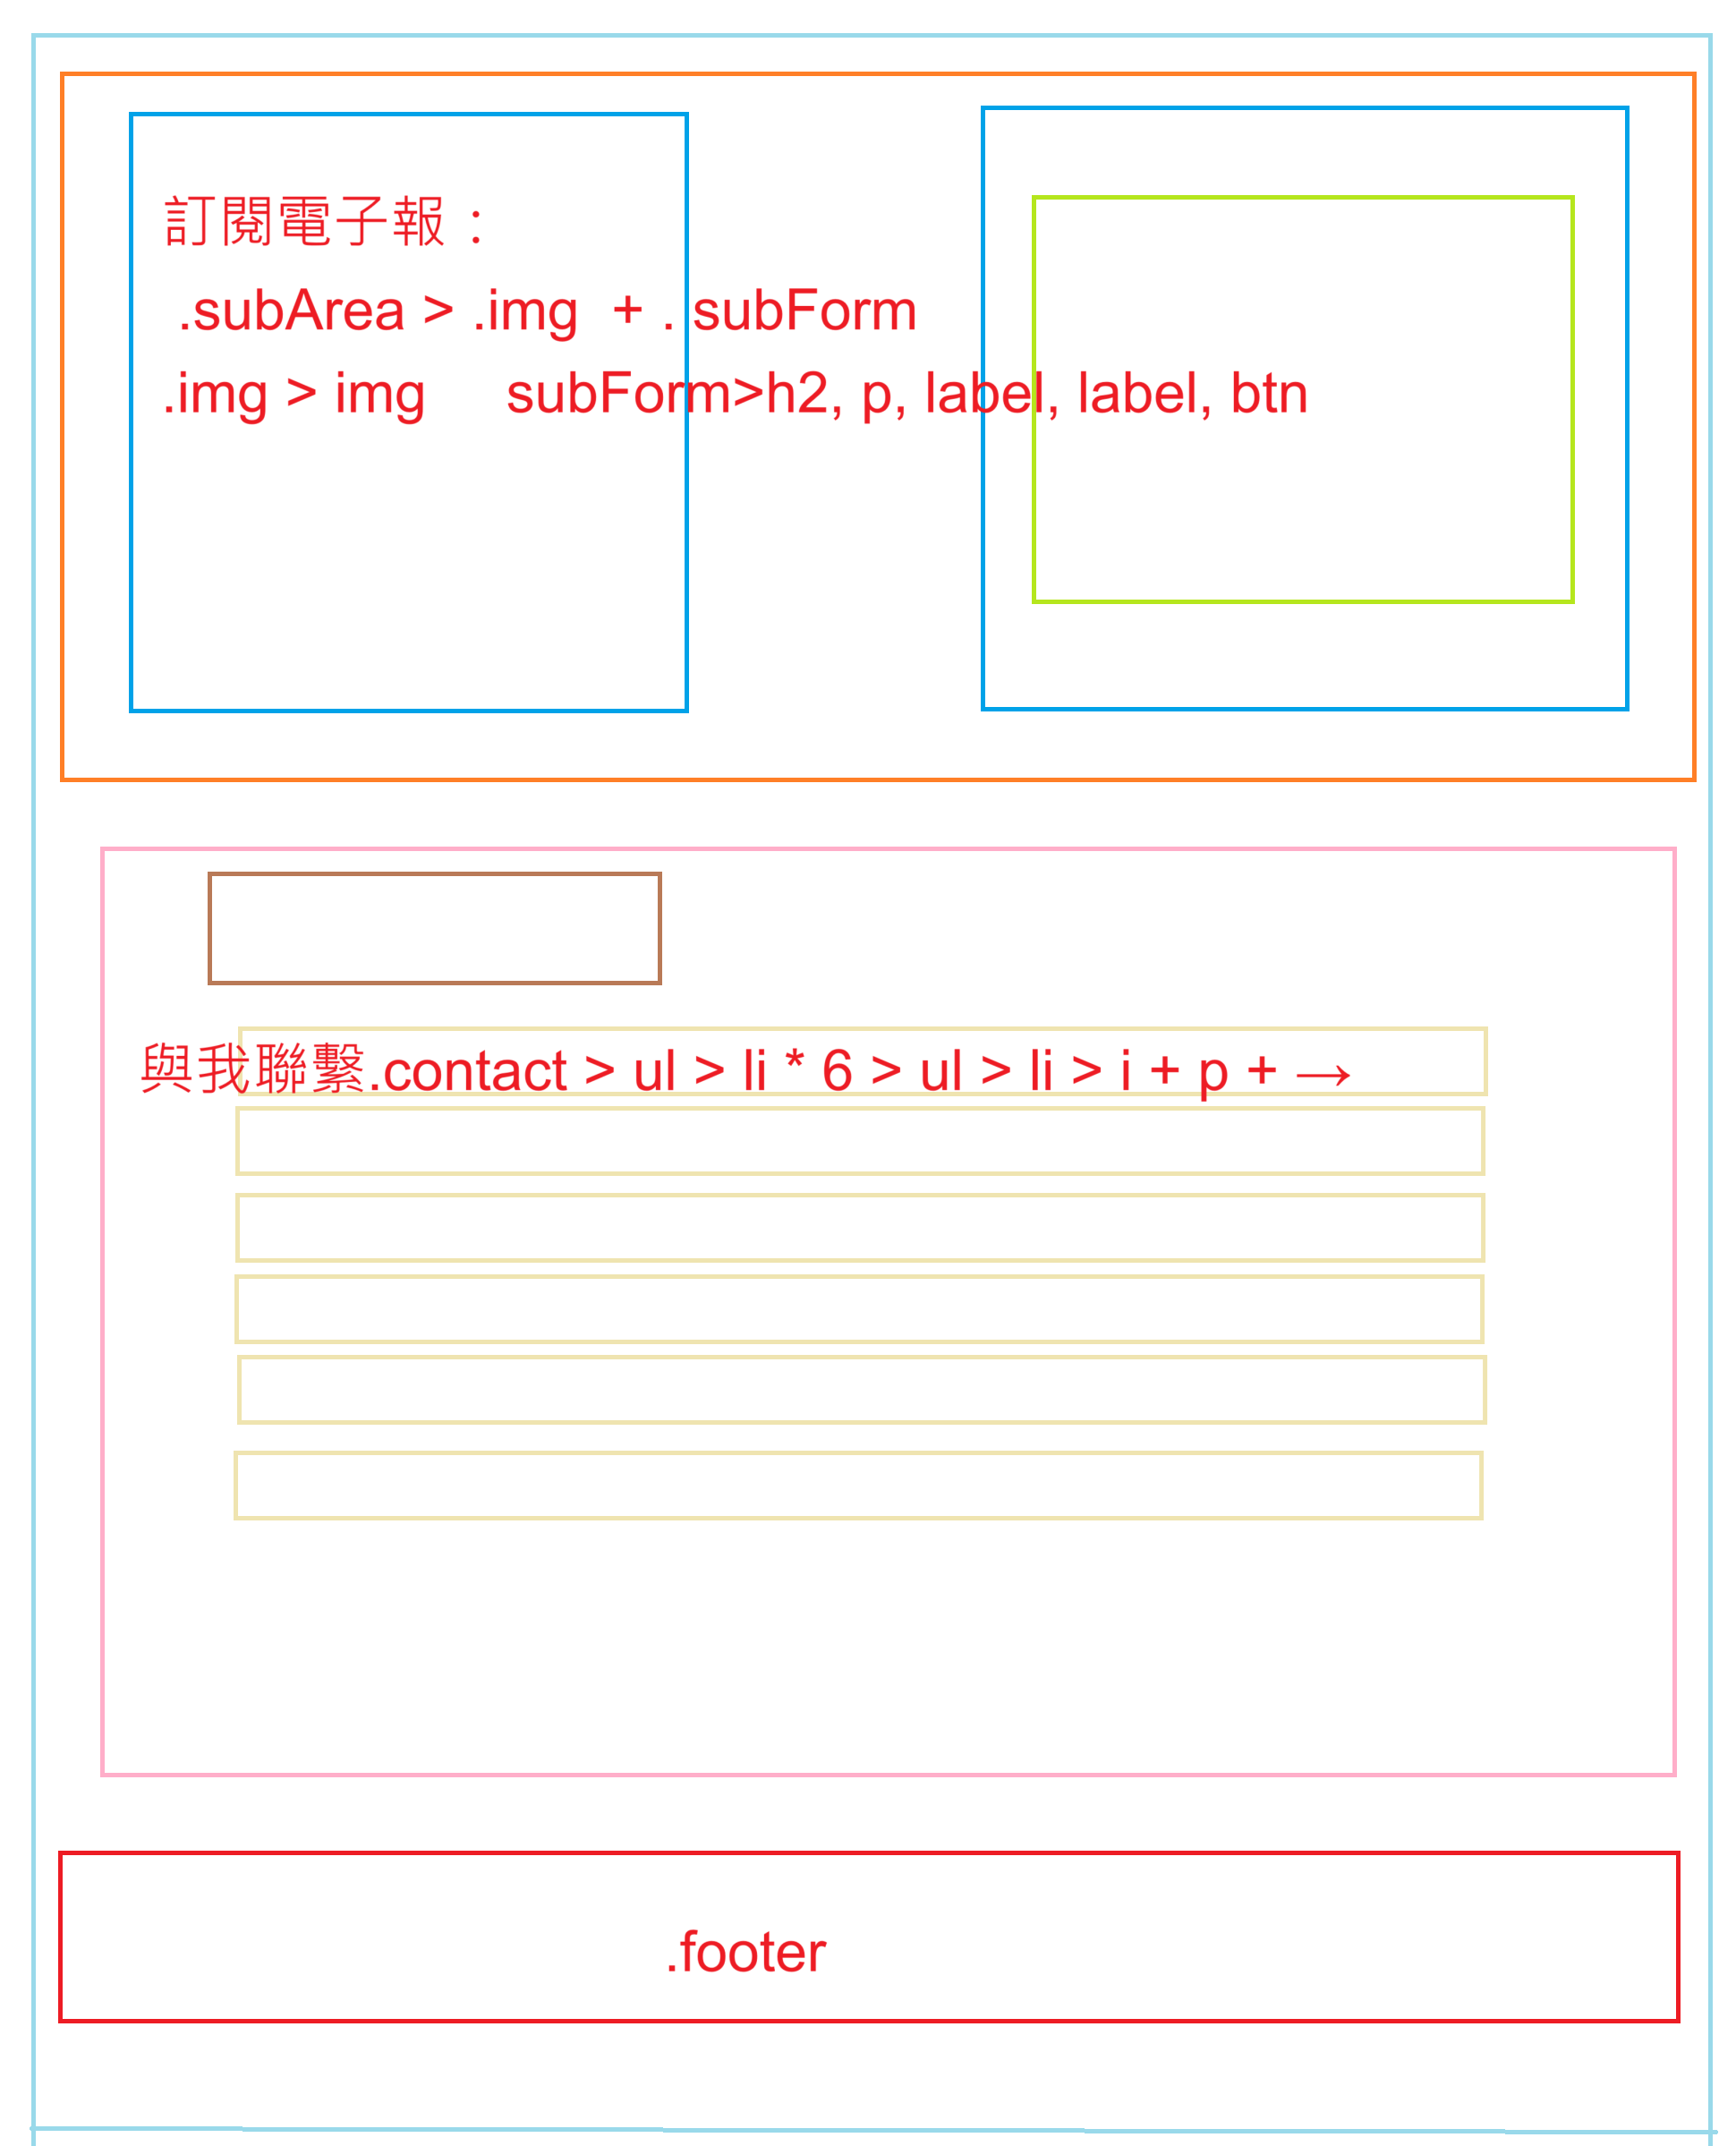 訂閱電子報：
.subArea > .img + . subForm
.img > img subForm>h2, p, label, label, btn
與我聯繫.contact > ul > li * 6 > ul > li > i + p + →
.footer